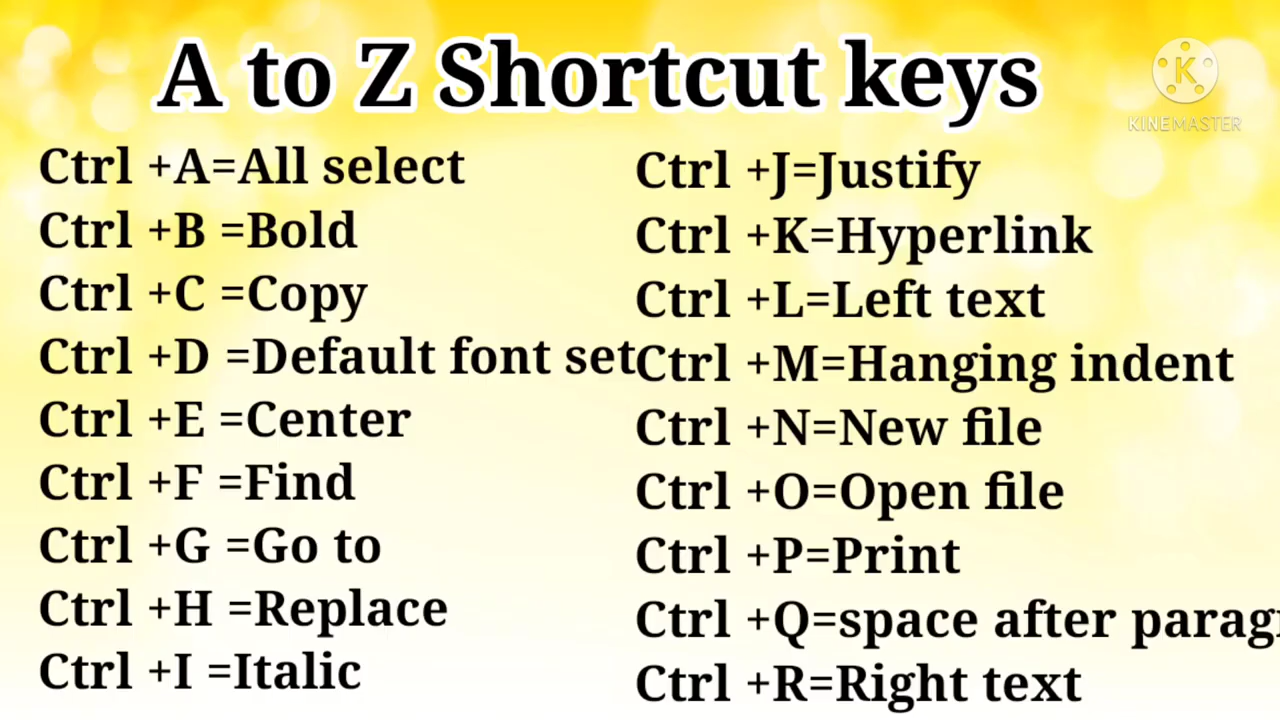 A to Z Shortcut keys
KINEMASTER
Ctrl +A=All select
Ctrl +B =Bold
Ctrl +C =Copy
Ctrl +D =Default font set
Ctrl +E =Center
Ctrl +F =Find
Ctrl +G =Go to
Ctrl +H =Replace
Ctrl +I =Italic
Ctrl +J=Justify
Ctrl +K=Hyperlink
Ctrl +L=Left text
Ctrl +M=Hanging indent
Ctrl +N=New file
Ctrl +O=Open file
Ctrl +P=Print
Ctrl +Q=space after
Ctrl +R=Right text